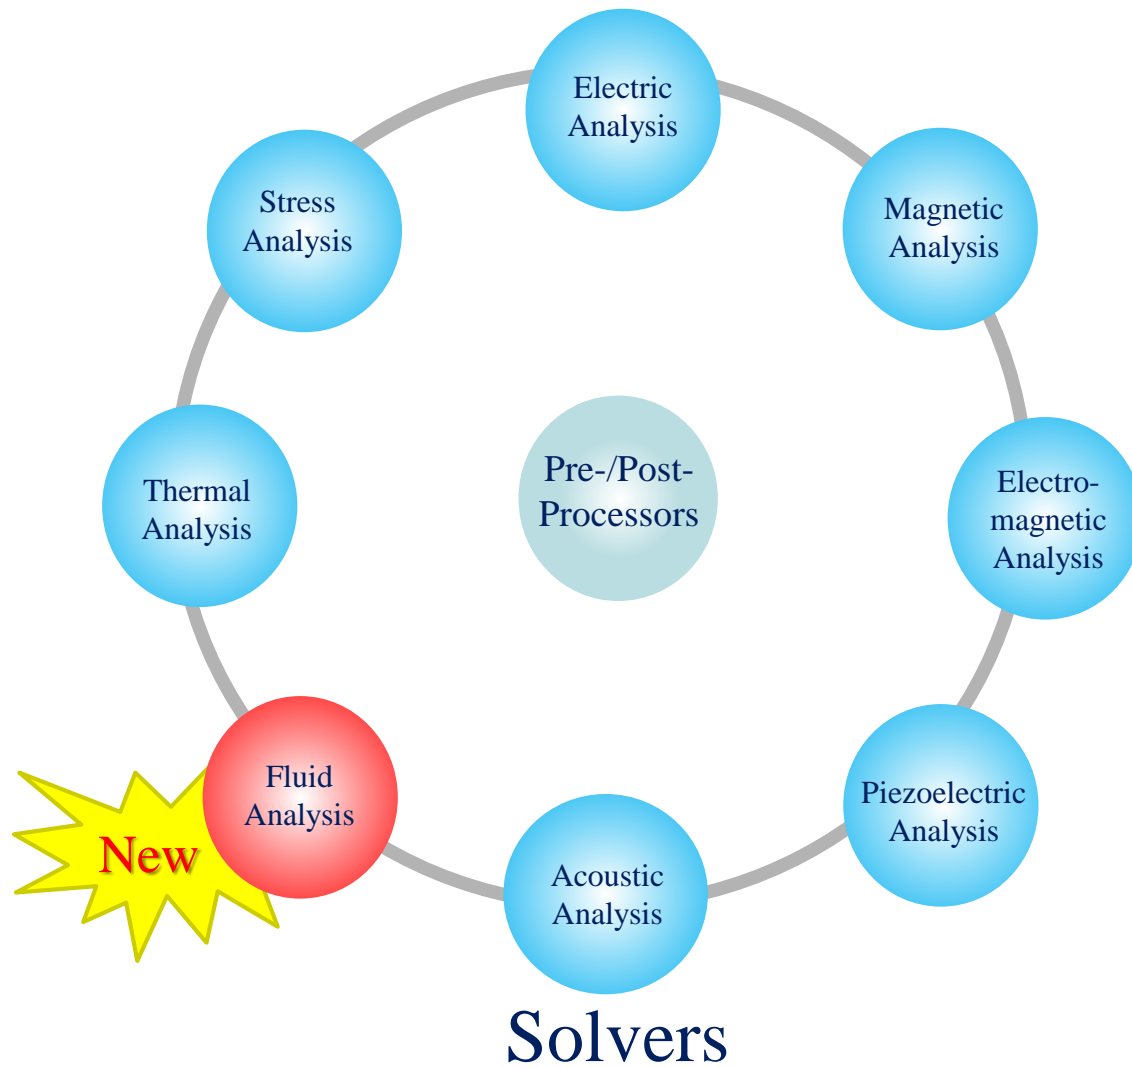 Electric
Analysis
Stress
Analysis
Magnetic
Analysis
Thermal
Analysis
Pre-/Post-
Processors
Electro-
magnetic
Analysis
Fluid
Analysis
New
Piezoelectric
Analysis
Acoustic
Analysis
Solvers